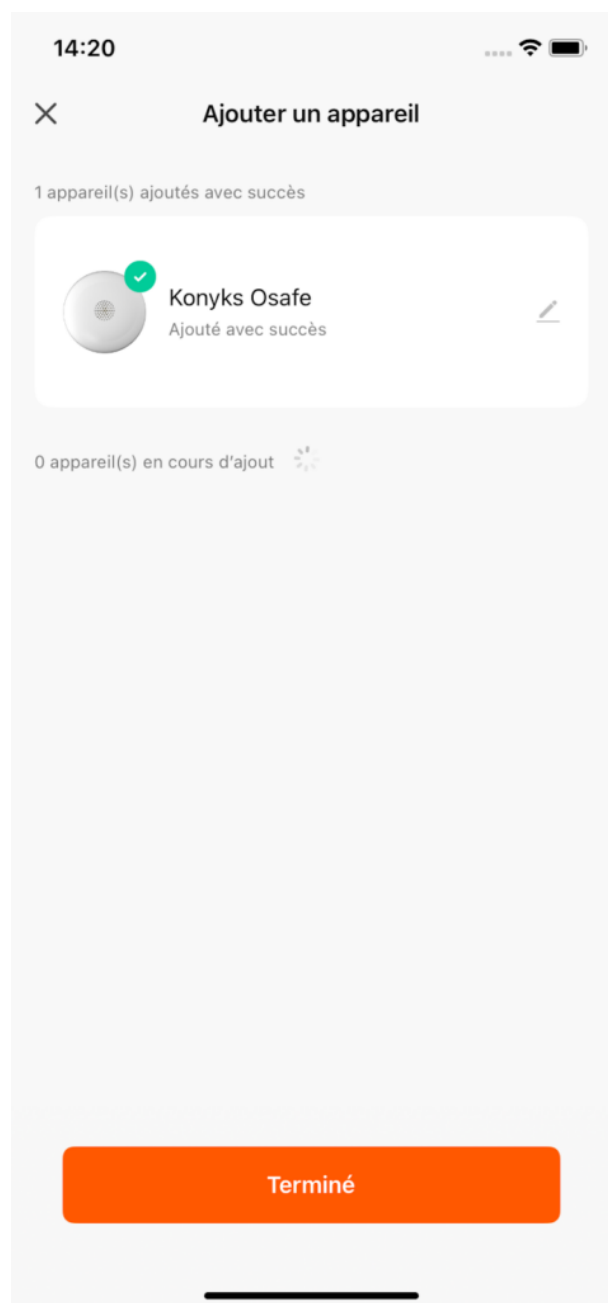 14:20
Ajouter un appareil
1 appareil(s) ajoutés avec succès
Konyks Osafe
Ajouté avec succès
0 appareil(s) en cours d'ajout
Terminé